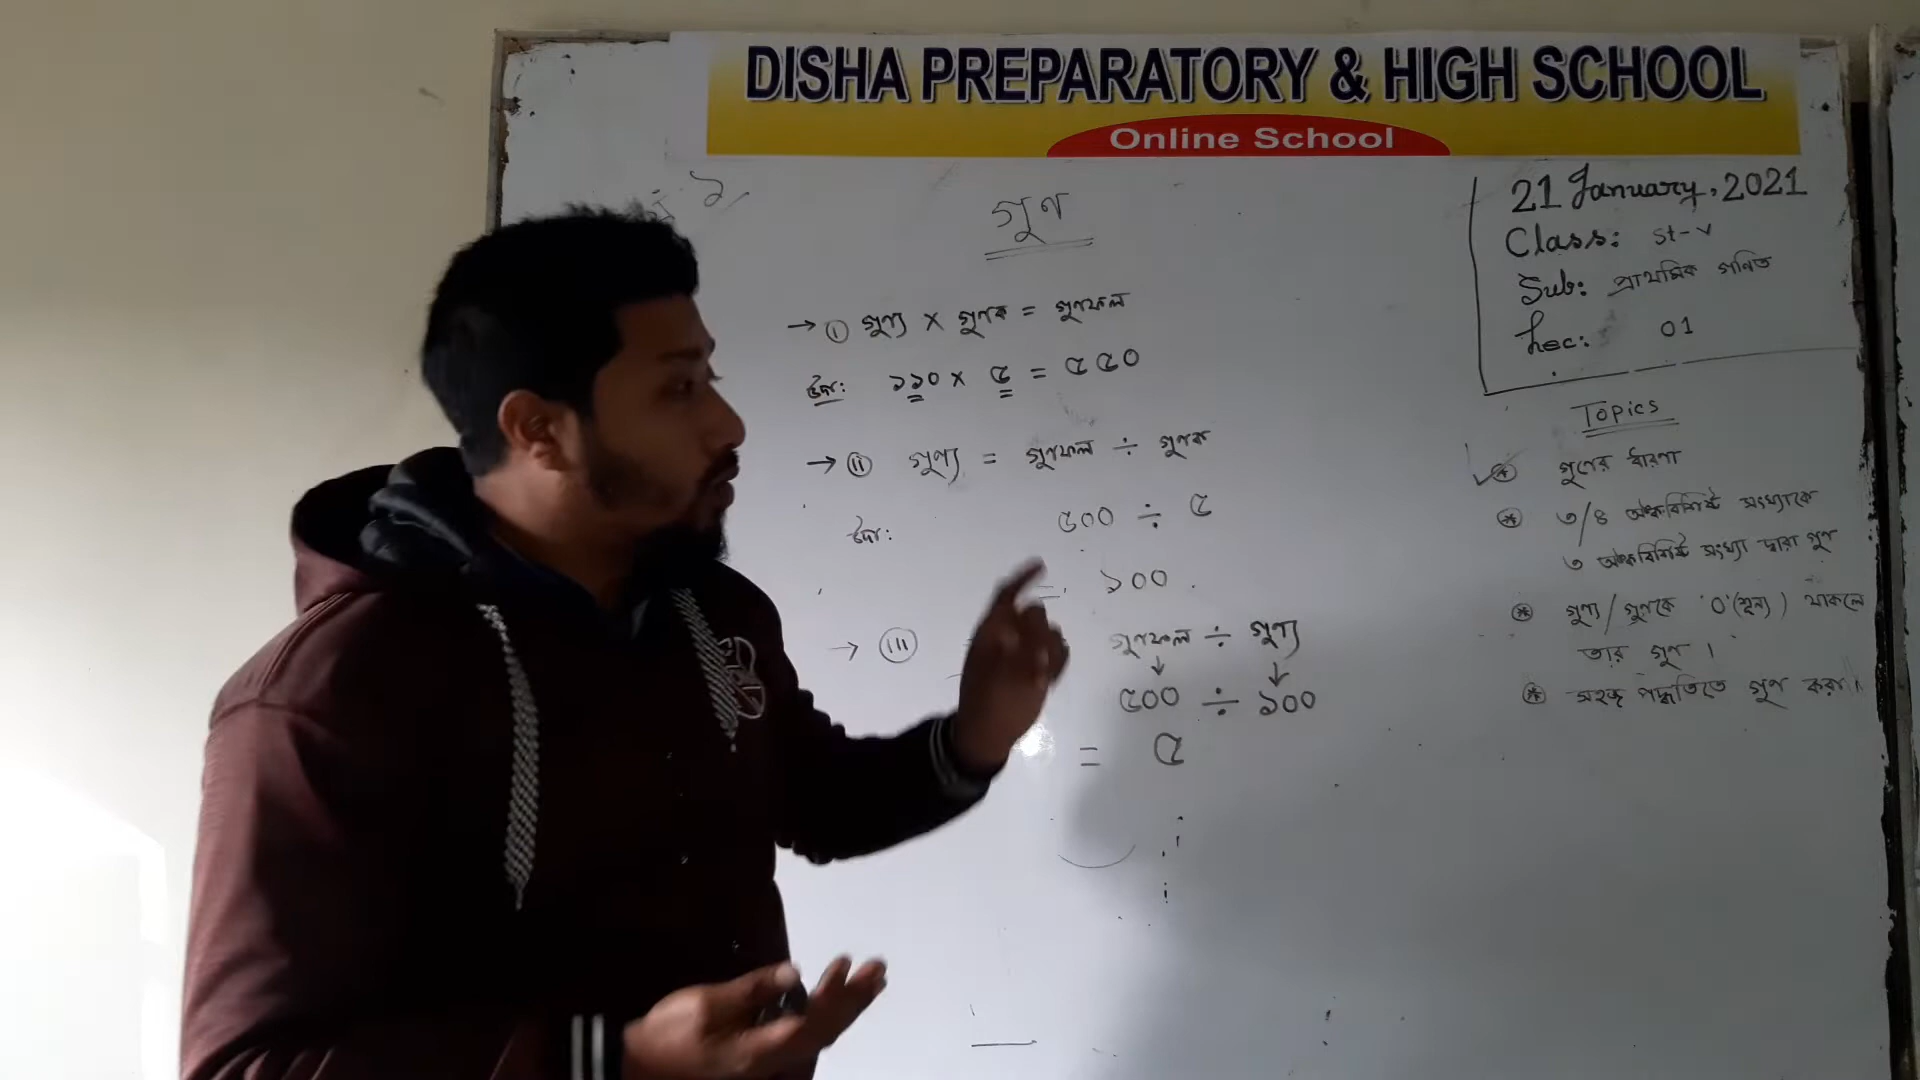 DISHA PREPARATORY & HIGH SCHOOL
Online School
গুণ
→ (i) গুণ্য × গুণক = গুণফল
উদা: ১১০ × ৫ = ৫৫০
→ (ii) গুণ্য = গুণফল ÷ গুণক
উদা: ৫০০ ÷ ৫
= ১০০
→ (iii) গুণফল ÷ গুণ্য
৫০০ ÷ ১০০
= ৫
21 January, 2021
Class: St-V
Sub: প্রাথমিক গণিত
Lec: 01
Topics
গুণের ধারণা
৩/৪ অঙ্কবিশিষ্ট সংখ্যাকে
৩ অঙ্কবিশিষ্ট সংখ্যা দ্বারা গুণ
গুণ্য/গুণকে '0'(শূন্য) থাকলে
তার গুণ।
সহজ পদ্ধতিতে গুণ করা।